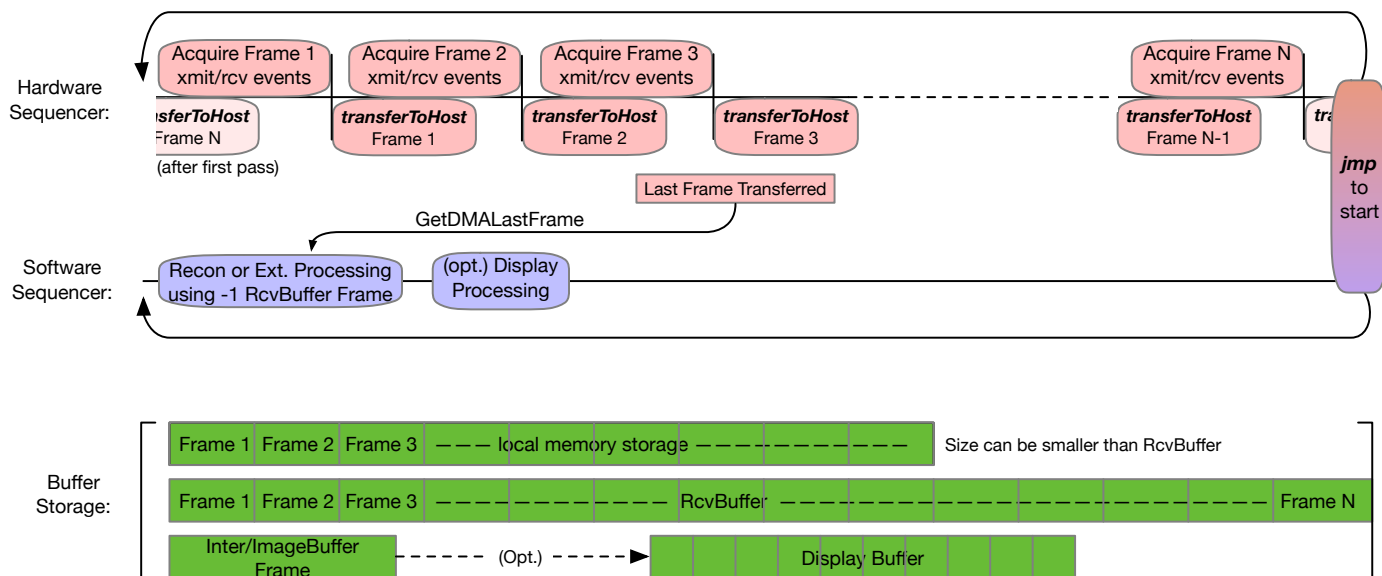 Hardware
Sequencer:
Acquire Frame 1
xmit/rcv events
Acquire Frame 2
xmit/rcv events
Acquire Frame 3
xmit/rcv events
Acquire Frame N
xmit/rcv events
nsferToHost
Frame N
(after first pass)
transferToHost
Frame 1
transferToHost
Frame 2
transferToHost
Frame 3
transferToHost
Frame N-1
jmp
to
start
Last Frame Transferred
GetDMALastFrame
Software
Sequencer:
Recon or Ext. Processing
using -1 RcvBuffer Frame
(opt.) Display
Processing
Buffer
Storage:
Frame 1 Frame 2 Frame 3 local memory storage
Size can be smaller than RcvBuffer
Frame 1 Frame 2 Frame 3 RcvBuffer Frame N
Inter/ImageBuffer
Frame
(Opt.)
Display Buffer